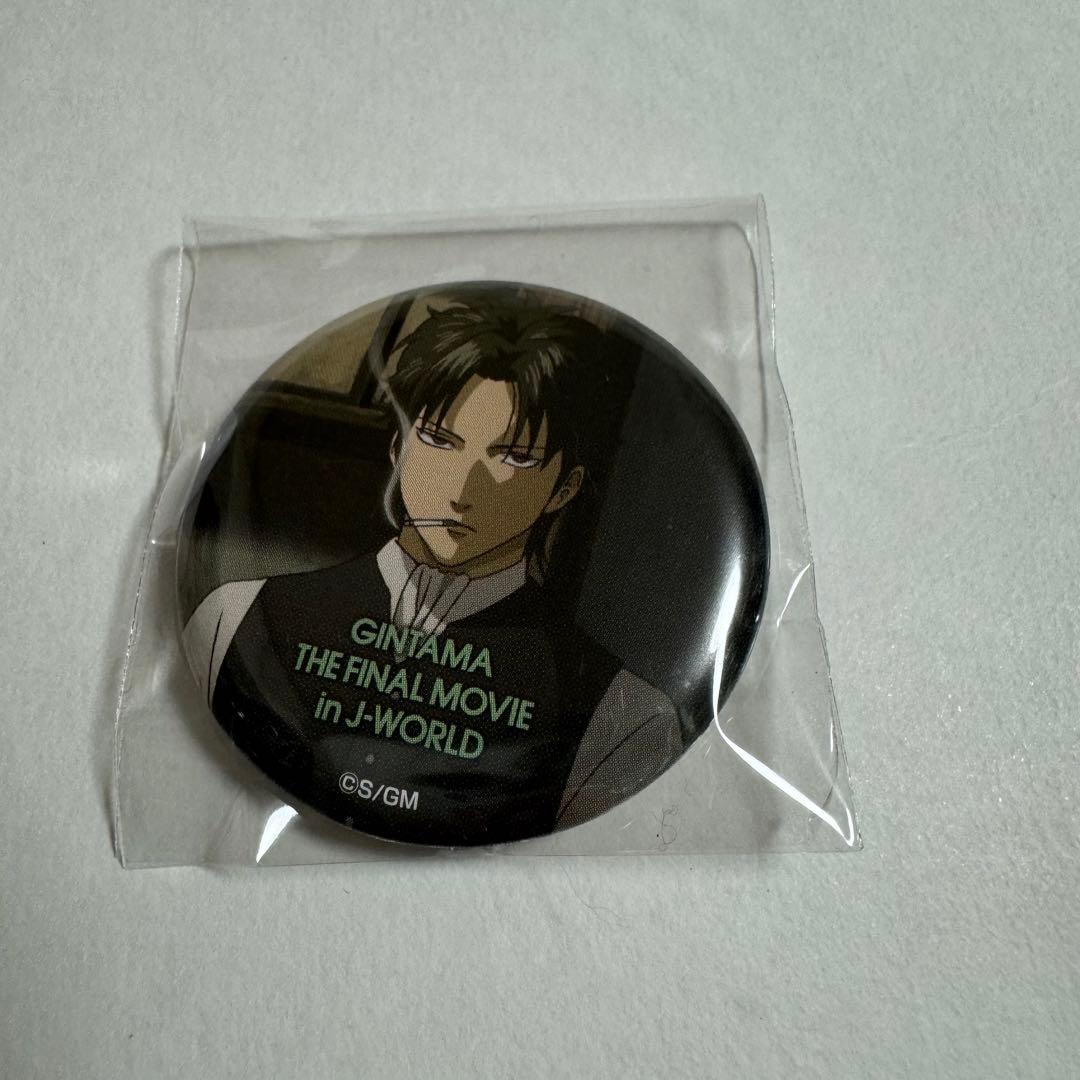 GINTAMA
THE FINAL MOVIE
in J-WORLD
©S/GM